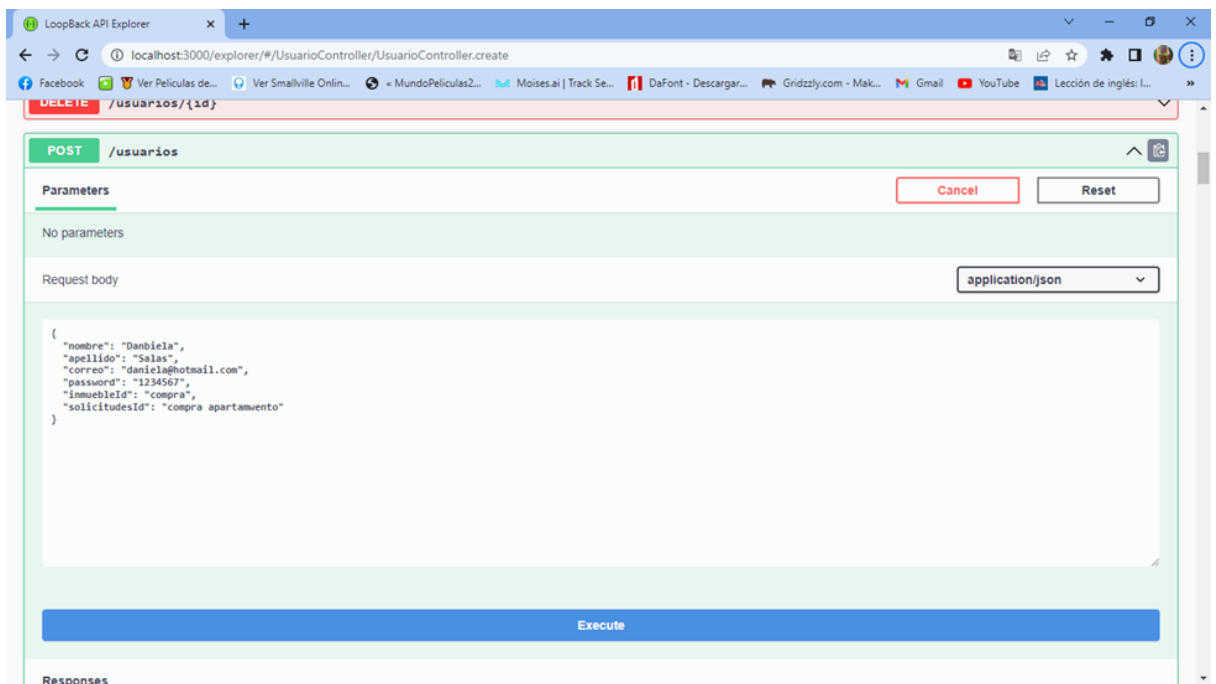 LoopBack API Explorer
localhost:3000/explorer/#/UsuarioController/UsuarioController.create
Facebook Ver Peliculas de... Ver Smallville Onlin... « MundoPeliculas2... Moises.ai | Track Se... DaFont - Descargar... Gridzzly.com - Mak... Gmail YouTube Lección de inglés: I... »
DELETE /usuarios/{id}
POST /usuarios
Parameters Cancel Reset
No parameters
Request body application/json
{
"nombre": "Danbiela",
"apellido": "Salas",
"correo": "daniela@hotmail.com",
"password": "1234567",
"inmuebleId": "compra",
"solicitudesId": "compra apartamwento"
}
Execute
Responses